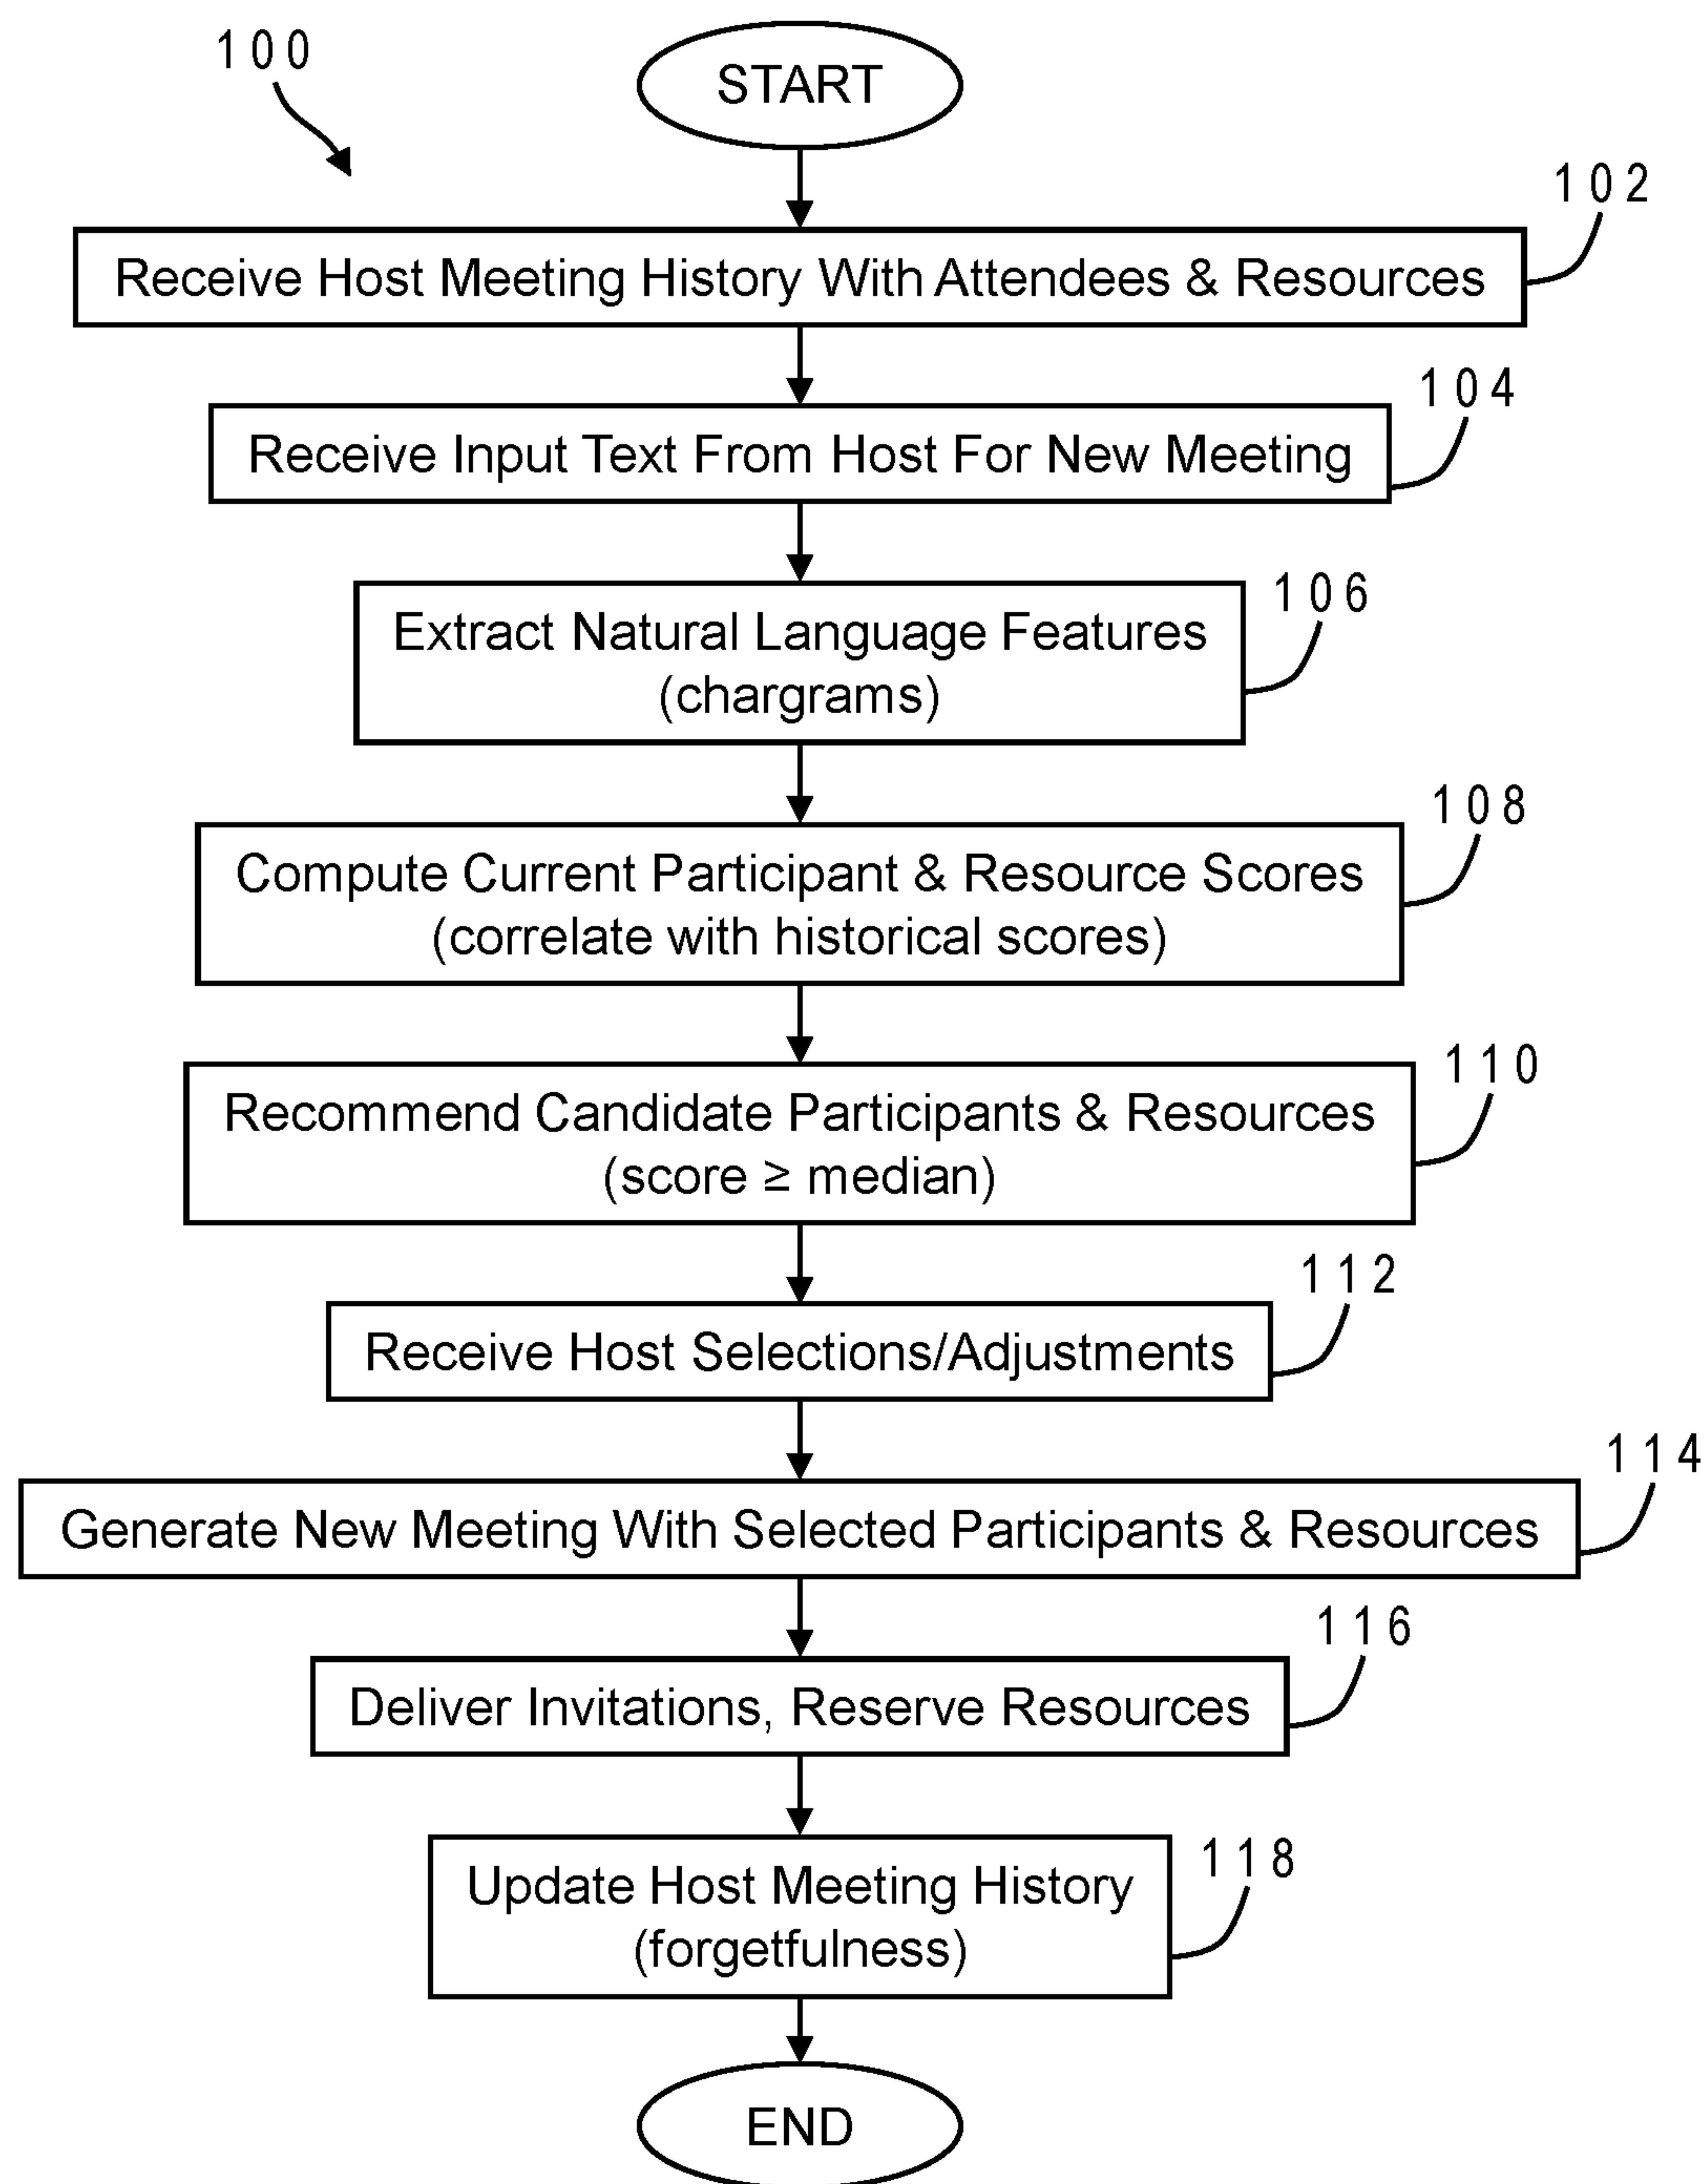 100
START
102
Receive Host Meeting History With Attendees & Resources
104
Receive Input Text From Host For New Meeting
106
Extract Natural Language Features
(chargrams)
108
Compute Current Participant & Resource Scores
(correlate with historical scores)
110
Recommend Candidate Participants & Resources
(score ≥ median)
112
Receive Host Selections/Adjustments
114
Generate New Meeting With Selected Participants & Resources
116
Deliver Invitations, Reserve Resources
118
Update Host Meeting History
(forgetfulness)
END